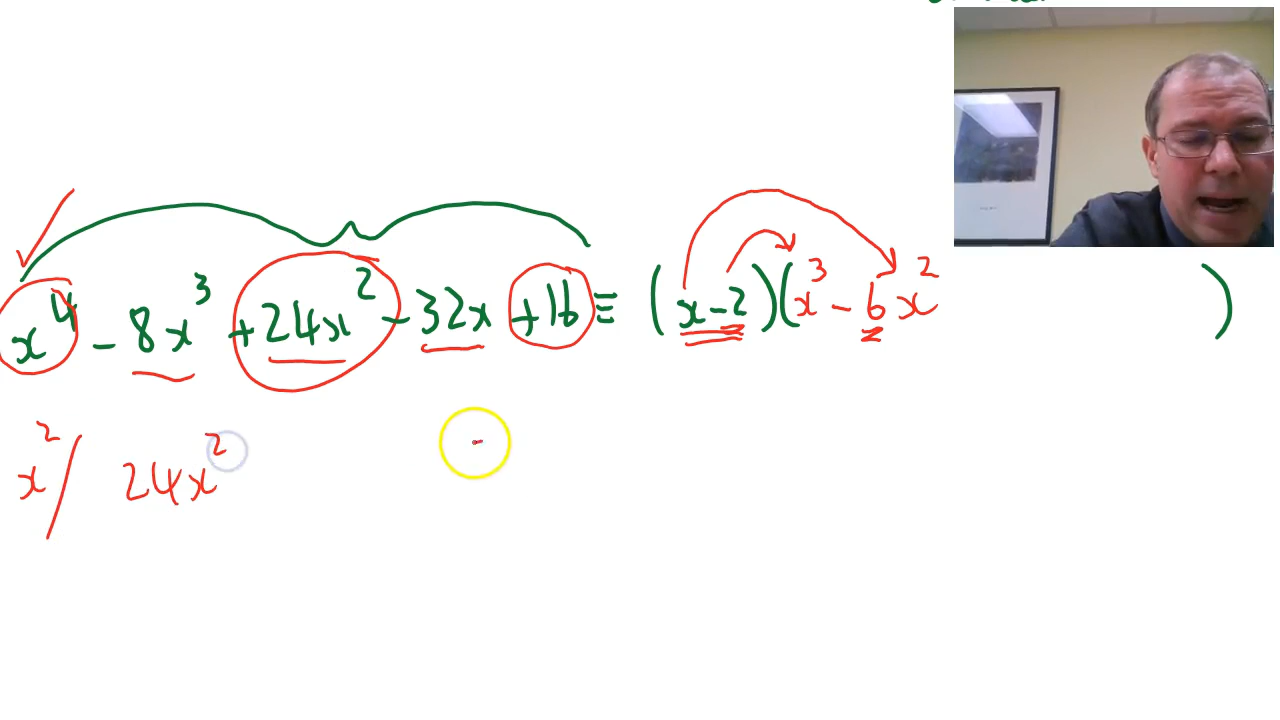 x⁴ - 8x³ + 24x² - 32x + 16 ≡ (x - 2)(x³ - 6x² )
x² / 24x²